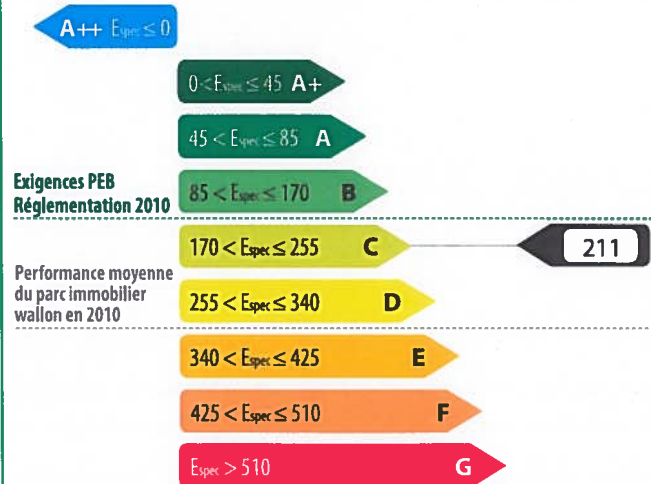 A++ Espec ≤ 0
0 < Espec ≤ 45 A+
45 < Espec ≤ 85 A
Exigences PEB
Réglementation 2010
85 < Espec ≤ 170 B
170 < Espec ≤ 255 C
211
Performance moyenne
du parc immobilier
wallon en 2010
255 < Espec ≤ 340 D
340 < Espec ≤ 425 E
425 < Espec ≤ 510 F
Espec > 510 G